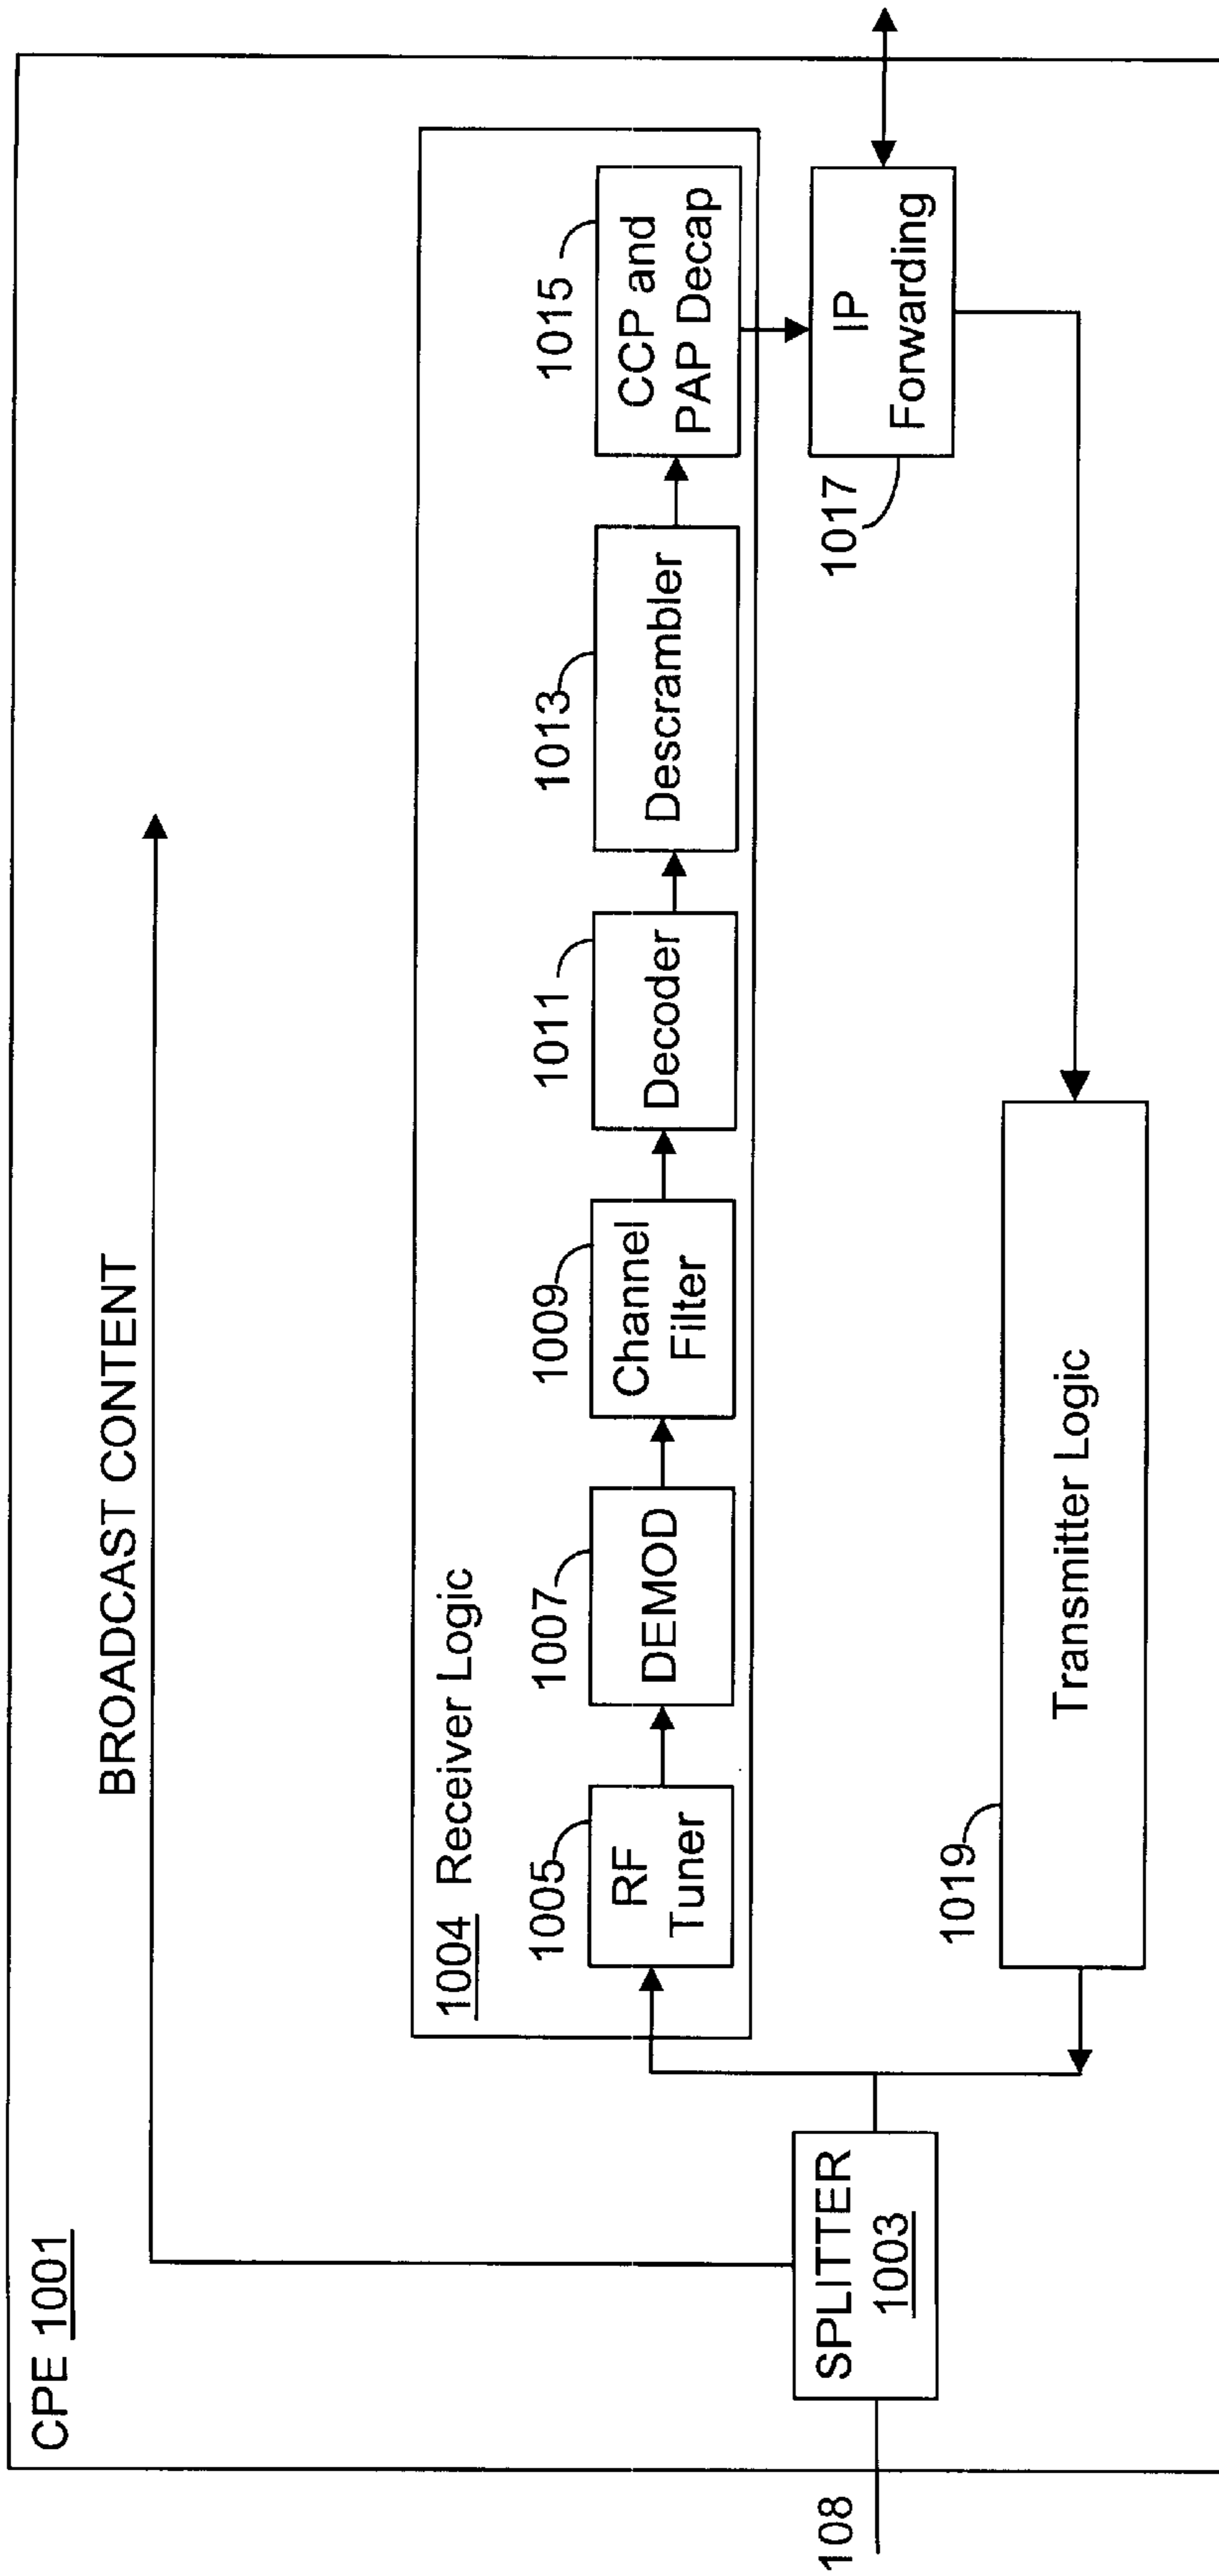 CPE 1001
BROADCAST CONTENT
1004 Receiver Logic
1005
RF
Tuner
1007
DEMOD
1009
Channel
Filter
1011
Decoder
1013
Descrambler
1015
CCP and
PAP Decap
108
SPLITTER
1003
1017
IP
Forwarding
1019
Transmitter Logic